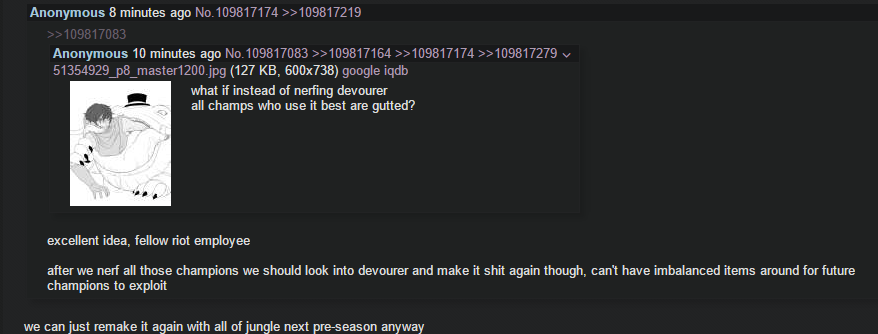 Anonymous 8 minutes ago No.109817174 >>109817219
>>109817083
Anonymous 10 minutes ago No.109817083 >>109817164 >>109817174 >>109817279
51354929_p8_master1200.jpg (127 KB, 600x738) google iqdb
what if instead of nerfing devourer
all champs who use it best are gutted?
excellent idea, fellow riot employee
after we nerf all those champions we should look into devourer and make it shit again though, can't have imbalanced items around for future
champions to exploit
we can just remake it again with all of jungle next pre-season anyway